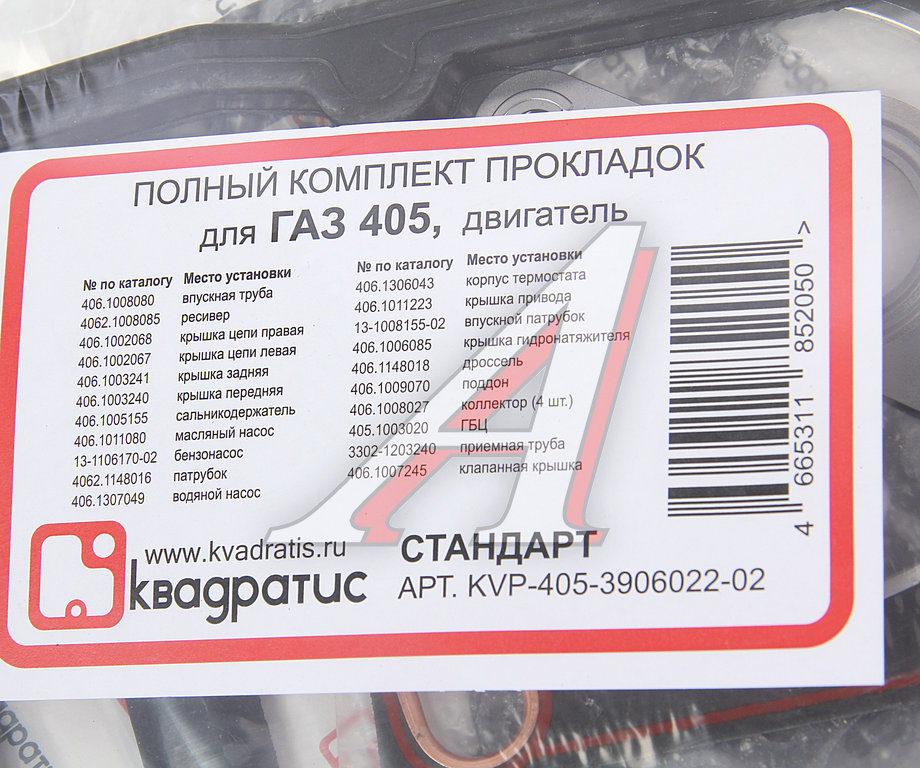 ПОЛНЫЙ КОМПЛЕКТ ПРОКЛАДОК
для ГАЗ 405, двигатель
№ по каталогу Место установки
406.1008080 впускная труба
4062.1008085 ресивер
406.1002068 крышка цепи правая
406.1002067 крышка цепи левая
406.1003241 крышка задняя
406.1003240 крышка передняя
406.1005155 сальникодержатель
406.1011080 масляный насос
13-1106170-02 бензонасос
4062.1148016 патрубок
406.1307049 водяной насос
№ по каталогу Место установки
406.1306043 корпус термостата
406.1011223 крышка привода
13-1008155-02 впускной патрубок
406.1006085 крышка гидронатяжителя
406.1148018 дроссель
406.1009070 поддон
406.1008027 коллектор (4 шт.)
405.1003020 ГБЦ
3302-1203240 приемная труба
406.1007245 клапанная крышка
4 665311 852050 >
www.kvadratis.ru
квадратис
СТАНДАРТ
АРТ. KVP-405-3906022-02